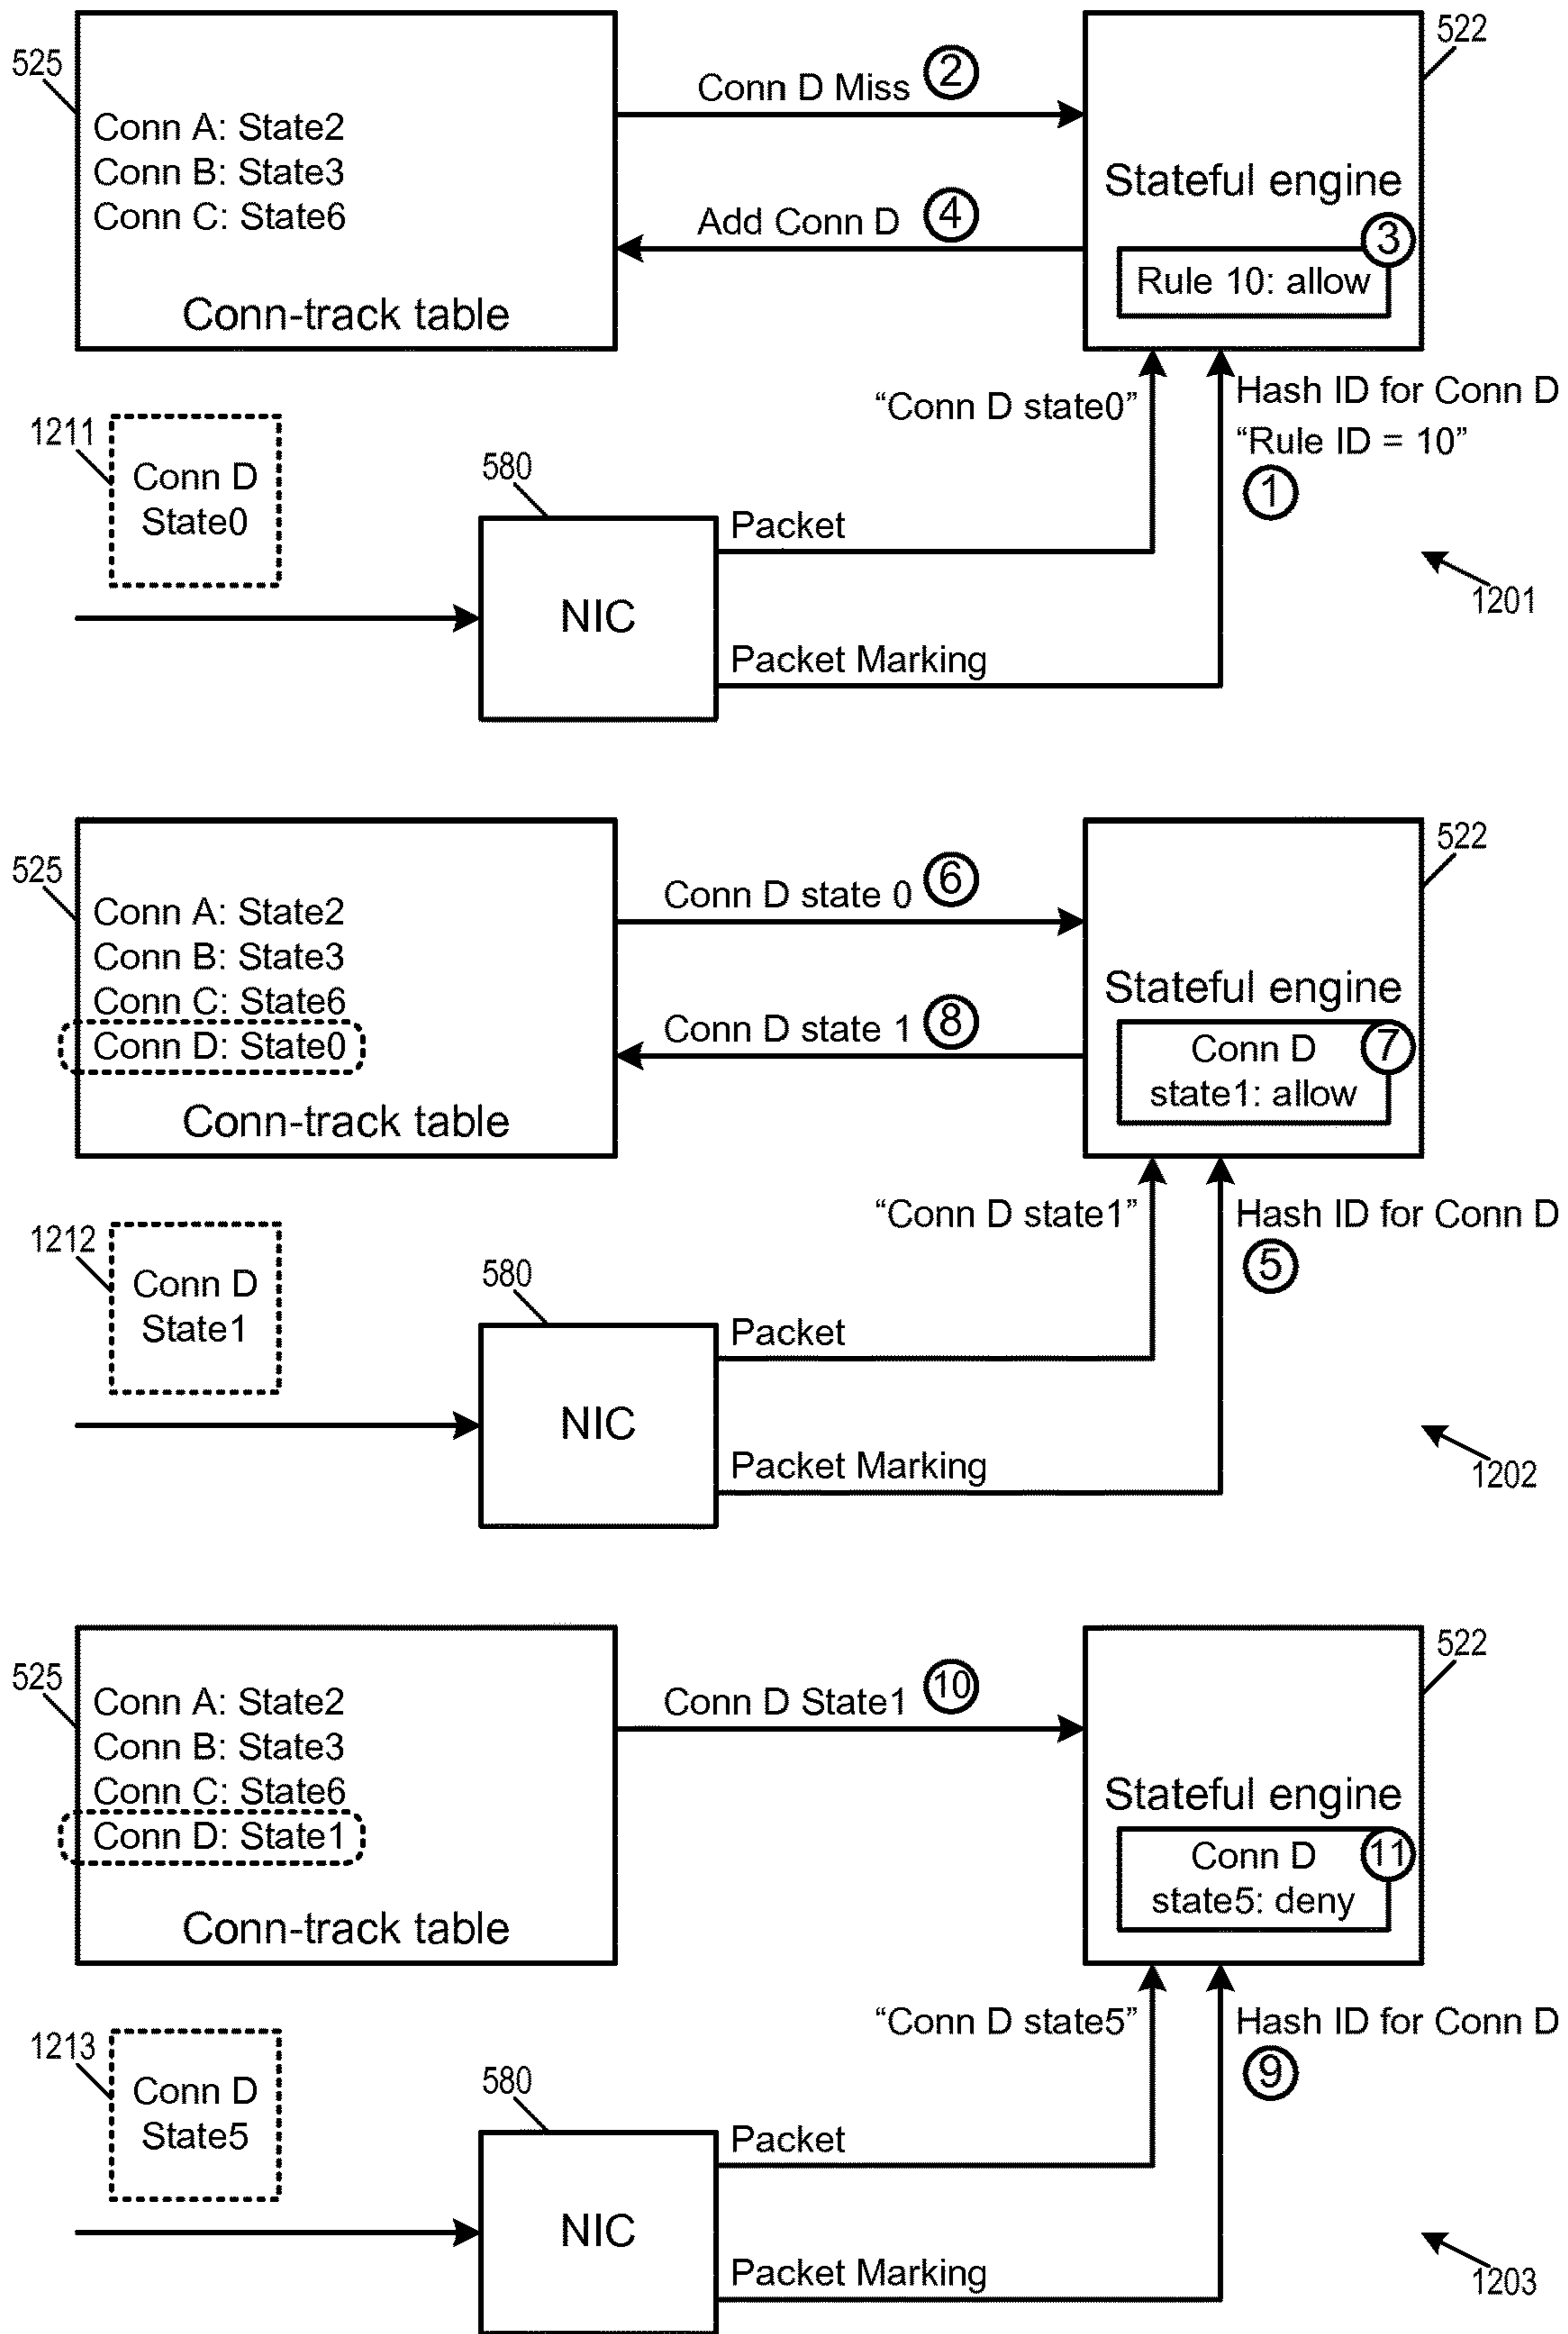 525
522
Conn D Miss ②
Conn A: State2
Conn B: State3
Conn C: State6
Stateful engine
Add Conn D ④
③
Rule 10: allow
Conn-track table
"Conn D state0"
Hash ID for Conn D
"Rule ID = 10"
①
1211
Conn D
State0
580
Packet
NIC
1201
Packet Marking
525
522
Conn D state 0 ⑥
Conn A: State2
Conn B: State3
Conn C: State6
Stateful engine
Conn D: State0
Conn D state 1 ⑧
Conn D ⑦
state1: allow
Conn-track table
"Conn D state1"
Hash ID for Conn D
⑤
1212
Conn D
State1
580
Packet
NIC
1202
Packet Marking
525
522
Conn D State1 ⑩
Conn A: State2
Conn B: State3
Conn C: State6
Stateful engine
Conn D: State1
Conn D ⑪
state5: deny
Conn-track table
"Conn D state5"
Hash ID for Conn D
⑨
1213
Conn D
State5
580
Packet
NIC
1203
Packet Marking